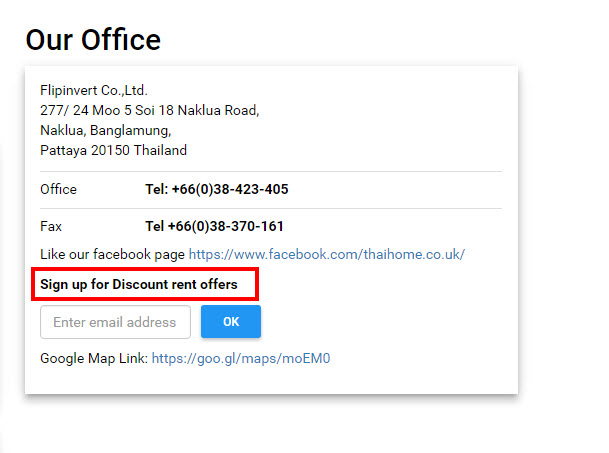 Our Office
Flipinvert Co.,Ltd.
277/ 24 Moo 5 Soi 18 Naklua Road,
Naklua, Banglamung,
Pattaya 20150 Thailand
Office Tel: +66(0)38-423-405
Fax Tel +66(0)38-370-161
Like our facebook page https://www.facebook.com/thaihome.co.uk/
Sign up for Discount rent offers
Enter email address OK
Google Map Link: https://goo.gl/maps/moEM0